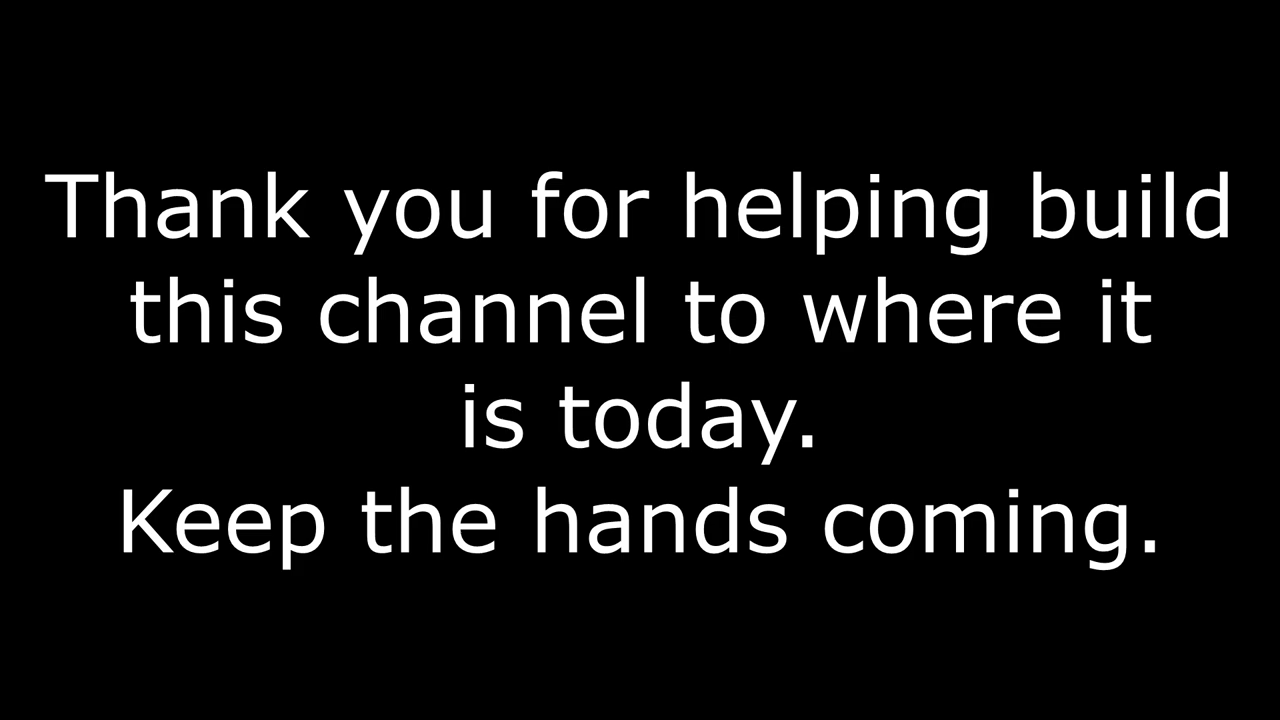 Thank you for helping build
this channel to where it
is today.
Keep the hands coming.